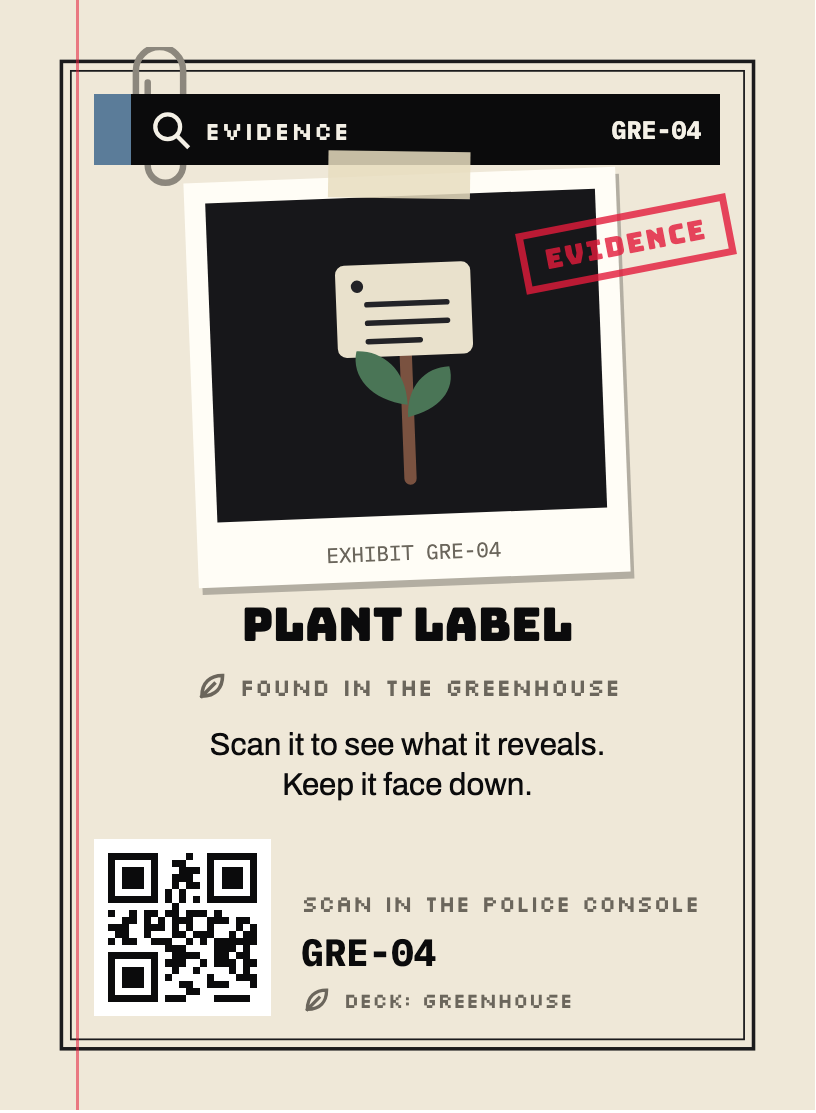 EVIDENCE
GRE-04
EVIDENCE
EXHIBIT GRE-04
PLANT LABEL
FOUND IN THE GREENHOUSE
Scan it to see what it reveals.
Keep it face down.
SCAN IN THE POLICE CONSOLE
GRE-04
DECK: GREENHOUSE